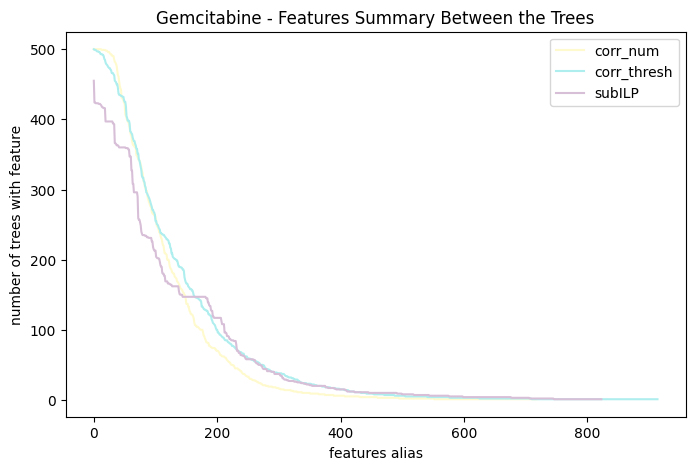 Gemcitabine - Features Summary Between the Trees
corr_num
corr_thresh
subILP
number of trees with feature
500
400
300
200
100
0
0 200 400 600 800
features alias